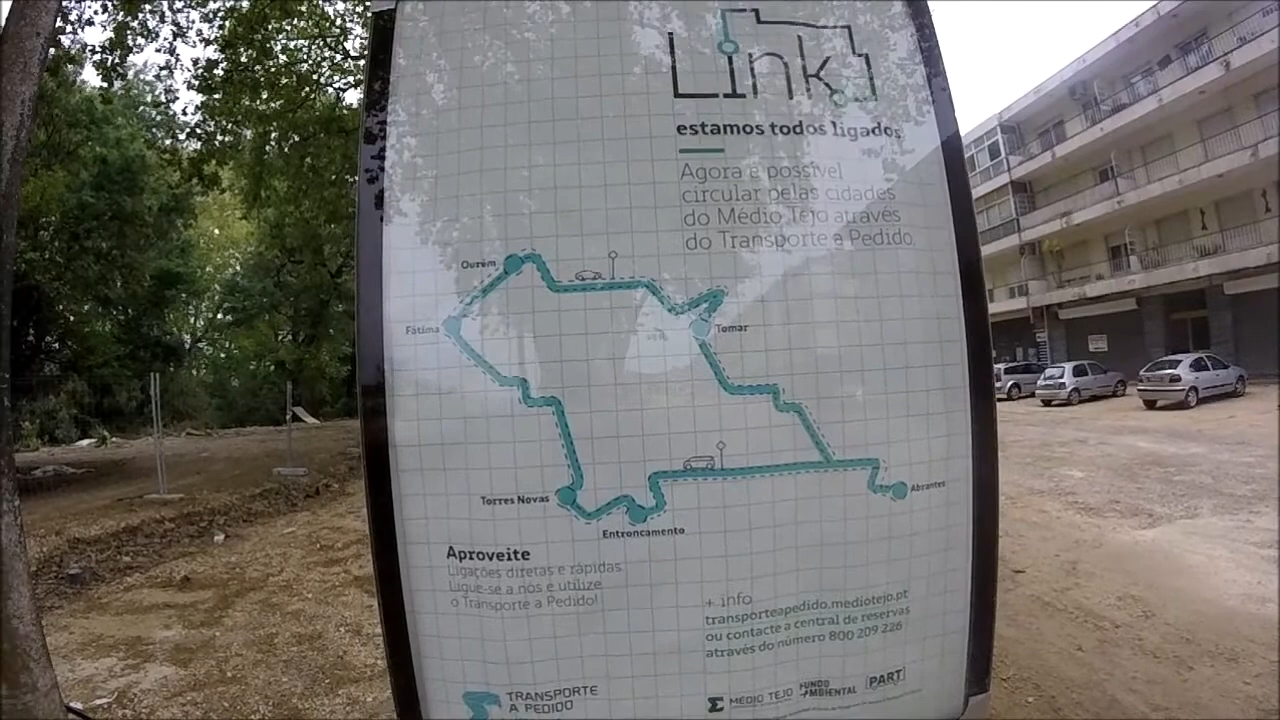 Link
estamos todos ligados
Agora é possível
circular pelas cidades
do Médio Tejo através
do Transporte a Pedido.
Ourém
Fátima
Tomar
Torres Novas
Entroncamento
Abrantes
Aproveite
Ligações diretas e rápidas
Ligue-se a nós e utilize
o Transporte a Pedido!
+ info
transporteapedido.mediotejo.pt
ou contacte a central de reservas
através do número 800 209 226
TRANSPORTE
A PEDIDO
MÉDIO TEJO
FUNDO
AMBIENTAL
PART